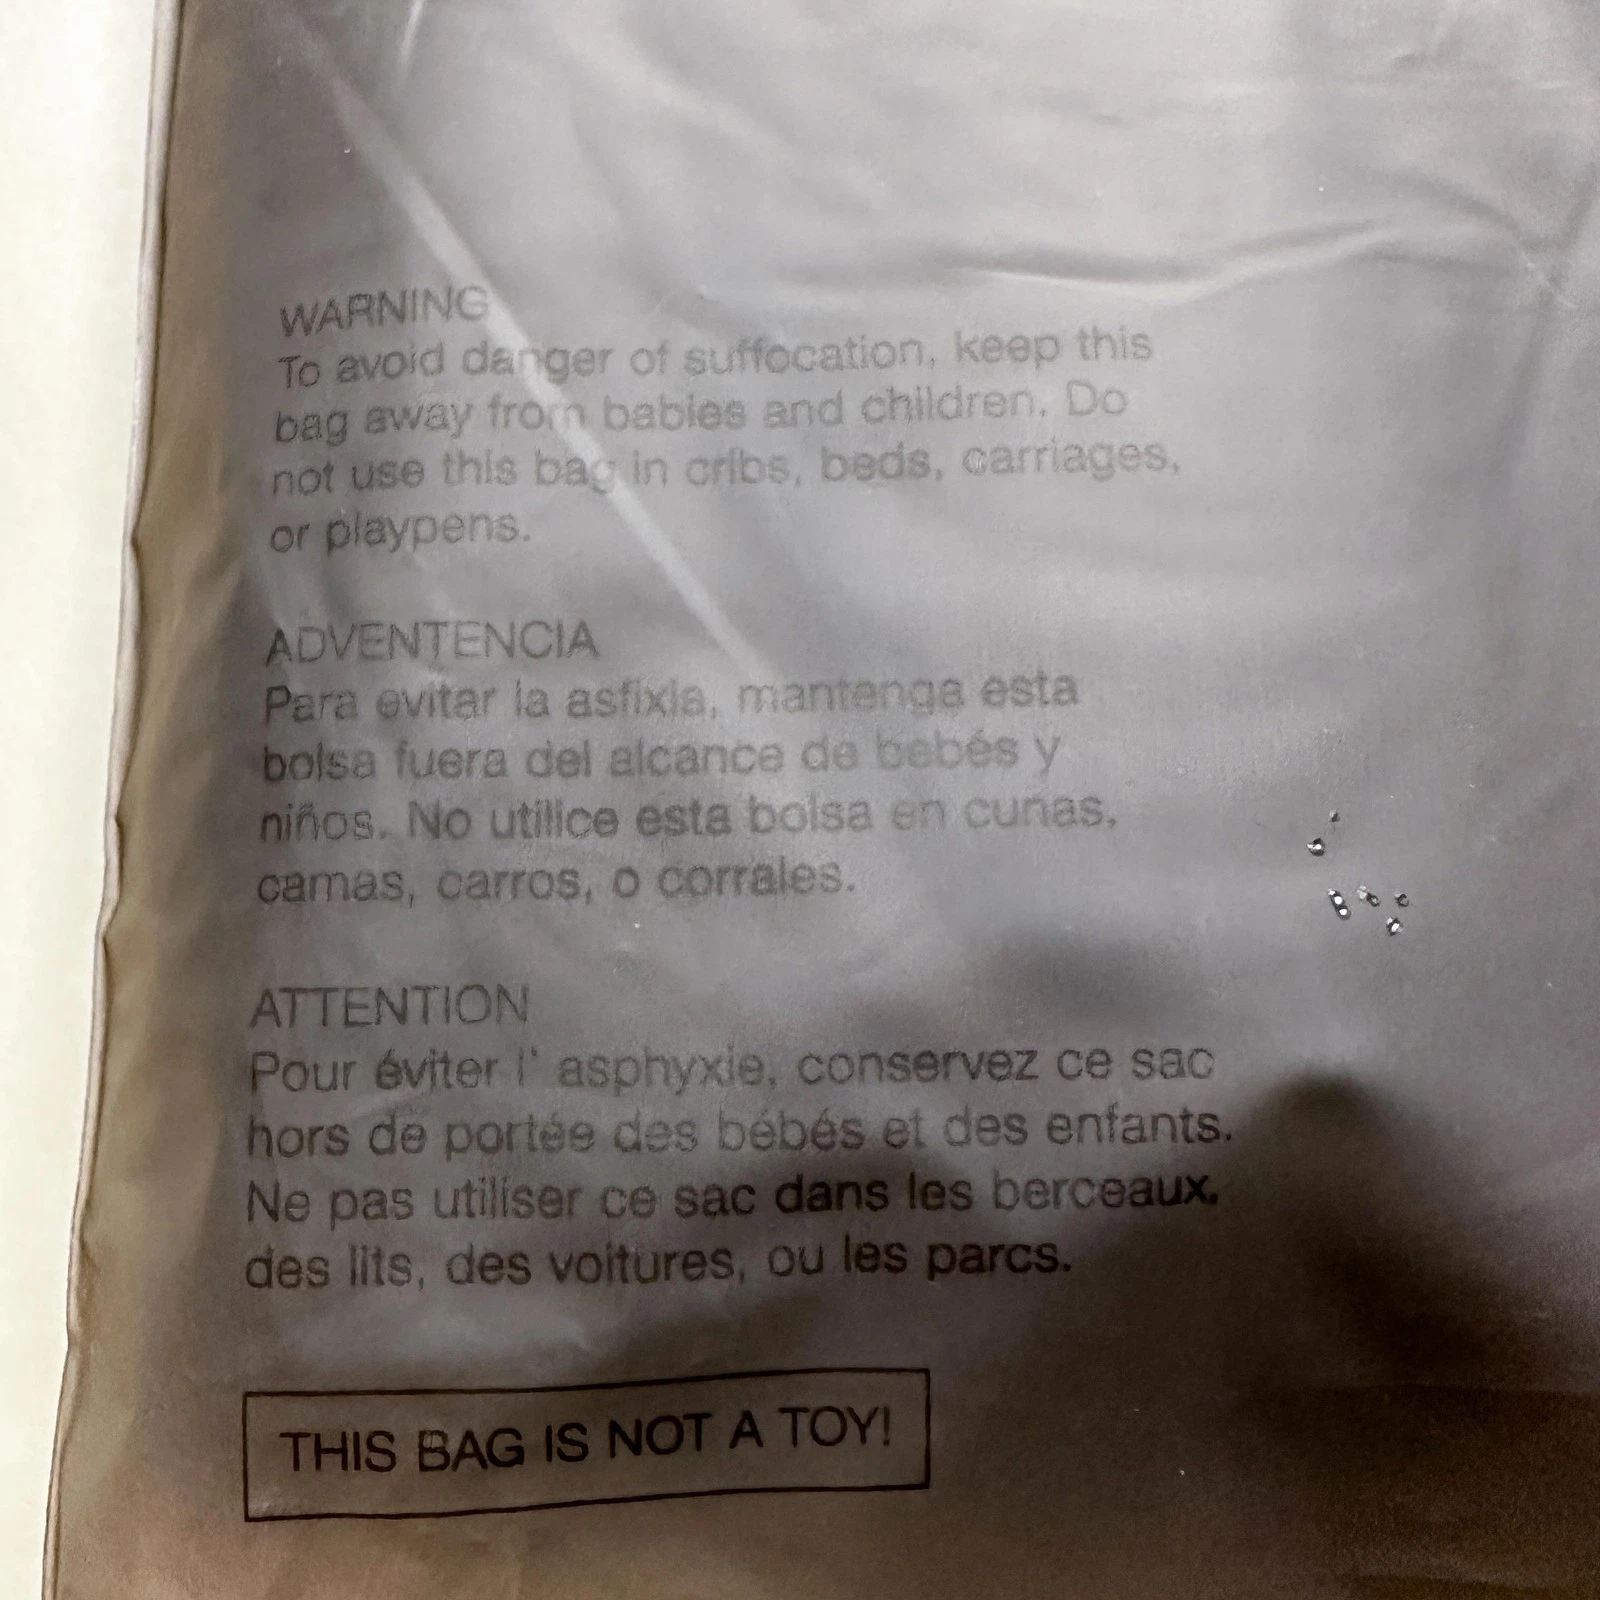 WARNING
To avoid danger of suffocation, keep this
bag away from babies and children. Do
not use this bag in cribs, beds, carriages,
or playpens.
ADVENTENCIA
Para evitar la asfixia, mantenga esta
bolsa fuera del alcance de bebés y
niños. No utilice esta bolsa en cunas,
camas, carros, o corrales.
ATTENTION
Pour éviter l' asphyxie, conservez ce sac
hors de portée des bébés et des enfants.
Ne pas utiliser ce sac dans les berceaux,
des lits, des voitures, ou les parcs.
THIS BAG IS NOT A TOY!